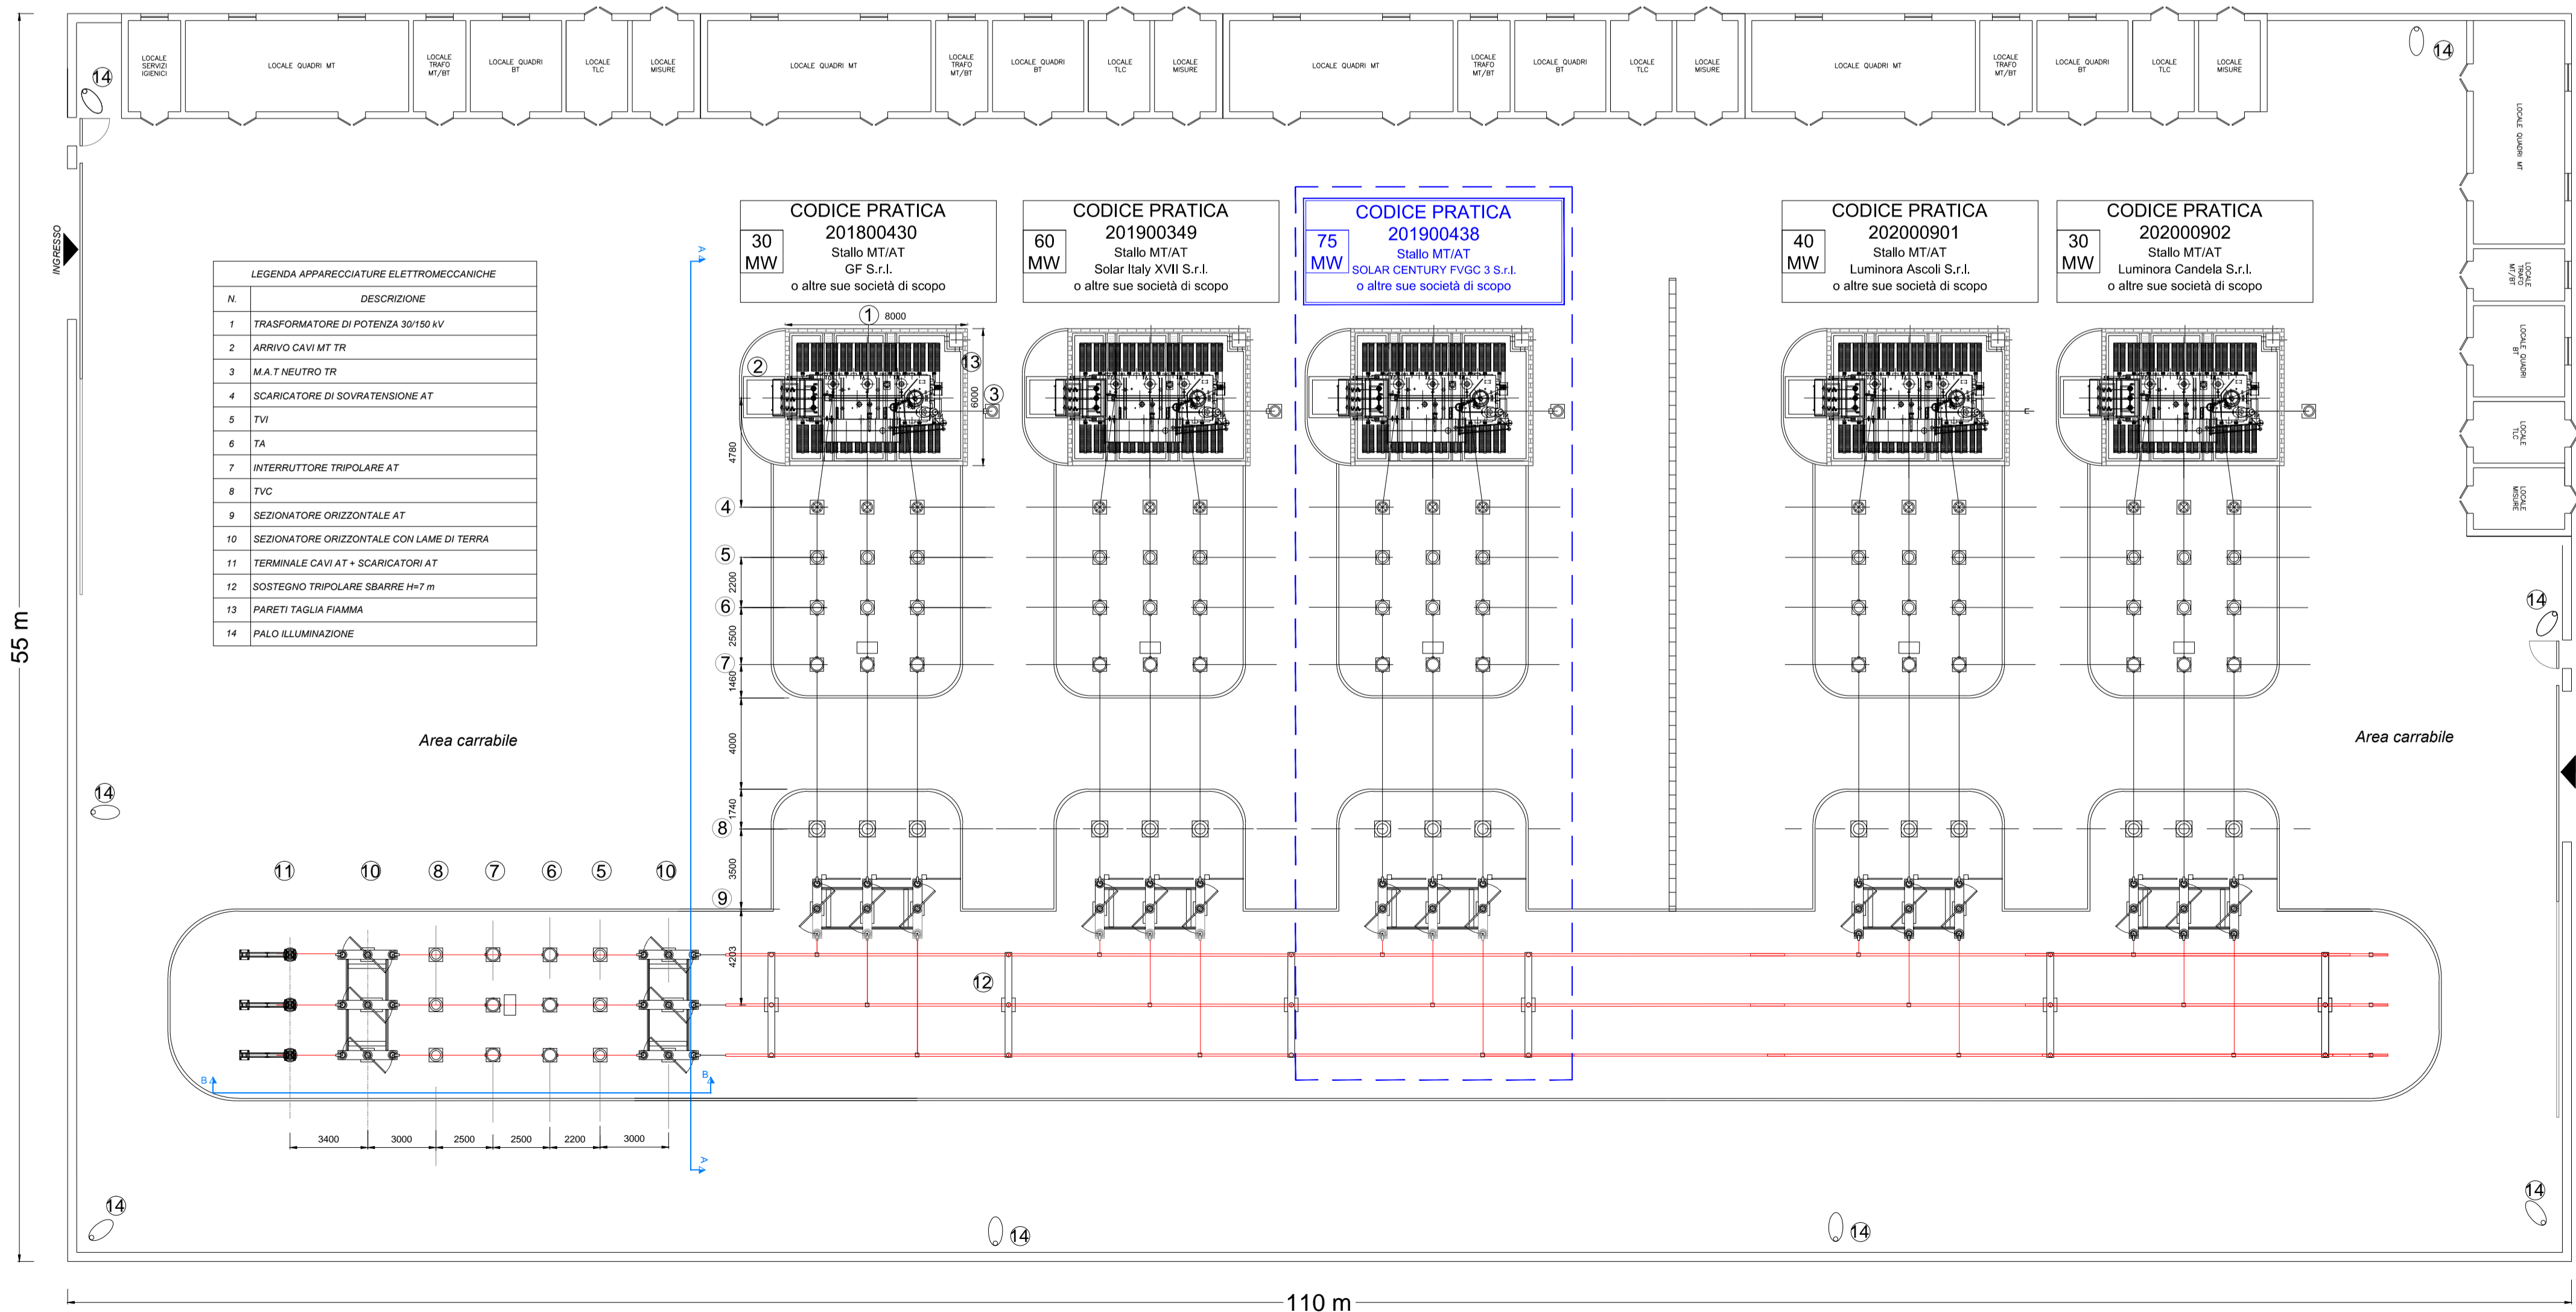 LOCALE
SERVIZI
IGIENICI
LOCALE QUADRI MT
LOCALE
TRAFO
MT/BT
LOCALE QUADRI
BT
LOCALE
TLC
LOCALE
MISURE
LOCALE QUADRI MT
LOCALE
TRAFO
MT/BT
LOCALE QUADRI
BT
LOCALE
TLC
LOCALE
MISURE
LOCALE QUADRI MT
LOCALE
TRAFO
MT/BT
LOCALE QUADRI
BT
LOCALE
TLC
LOCALE
MISURE
LOCALE QUADRI MT
LOCALE
TRAFO
MT/BT
LOCALE QUADRI
BT
LOCALE
TLC
LOCALE
MISURE
14
14
LOCALE QUADRI MT
LOCALE
TRAFO
MT/BT
LOCALE QUADRI
BT
LOCALE
TLC
LOCALE
MISURE
INGRESSO
CODICE PRATICA
201800430
30
MW
Stallo MT/AT
GF S.r.l.
o altre sue società di scopo
CODICE PRATICA
201900349
60
MW
Stallo MT/AT
Solar Italy XVII S.r.l.
o altre sue società di scopo
CODICE PRATICA
201900438
75
MW
Stallo MT/AT
SOLAR CENTURY FVGC 3 S.r.l.
o altre sue società di scopo
CODICE PRATICA
202000901
40
MW
Stallo MT/AT
Luminora Ascoli S.r.l.
o altre sue società di scopo
CODICE PRATICA
202000902
30
MW
Stallo MT/AT
Luminora Candela S.r.l.
o altre sue società di scopo
LEGENDA APPARECCIATURE ELETTROMECCANICHE
N. DESCRIZIONE
1 TRASFORMATORE DI POTENZA 30/150 kV
2 ARRIVO CAVI MT TR
3 M.A.T NEUTRO TR
4 SCARICATORE DI SOVRATENSIONE AT
5 TVI
6 TA
7 INTERRUTTORE TRIPOLARE AT
8 TVC
9 SEZIONATORE ORIZZONTALE AT
10 SEZIONATORE ORIZZONTALE CON LAME DI TERRA
11 TERMINALE CAVI AT + SCARICATORI AT
12 SOSTEGNO TRIPOLARE SBARRE H=7 m
13 PARETI TAGLIA FIAMMA
14 PALO ILLUMINAZIONE
A
1
8000
2
13
3
6000
4780
4
5
2200
6
2500
7
1460
4000
1740
8
3500
9
4203
12
14
55 m
Area carrabile
Area carrabile
14
11
10
8
7
6
5
10
B
B
3400
3000
2500
2500
2200
3000
A
14
14
14
14
110 m